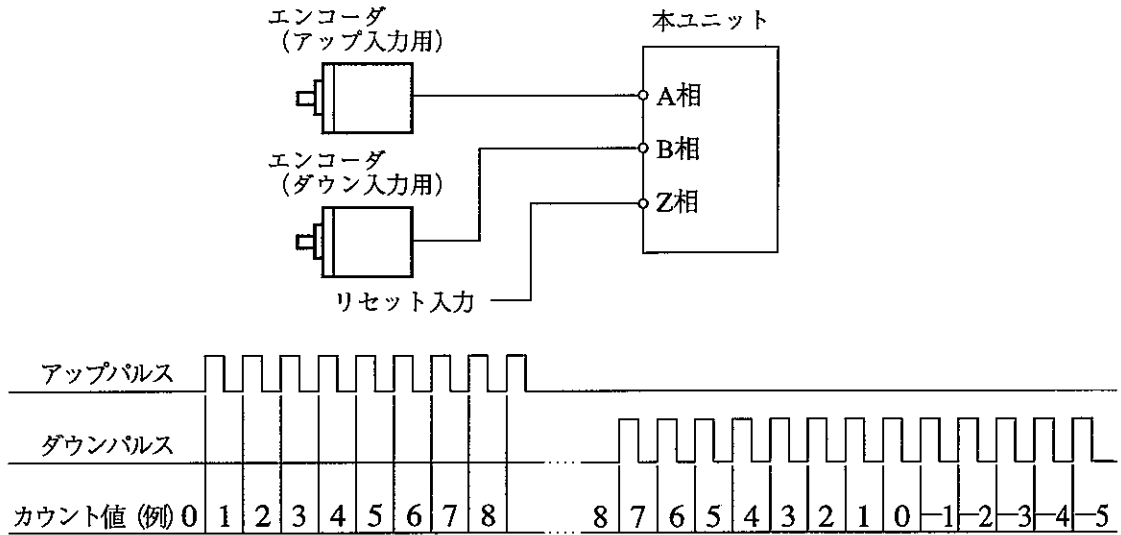 エンコーダ
（アップ入力用）
本ユニット
A相
エンコーダ
（ダウン入力用）
B相
Z相
リセット入力
アップパルス
ダウンパルス
カウント値（例） 0 1 2 3 4 5 6 7 8 8 7 6 5 4 3 2 1 0 -1 -2 -3 -4 -5